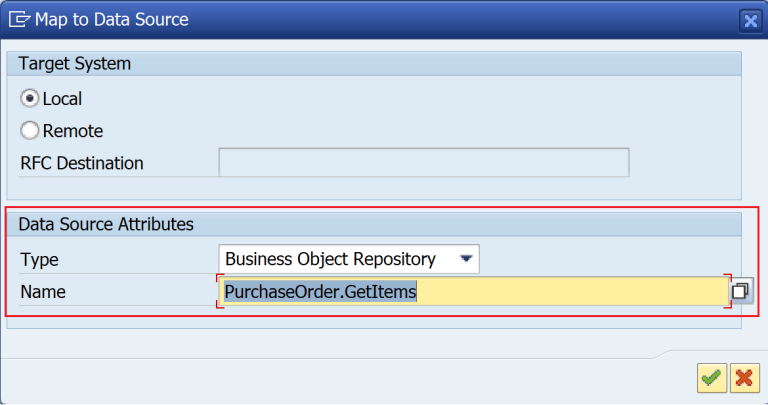 Map to Data Source
Target System
Local
Remote
RFC Destination
Data Source Attributes
Type Business Object Repository
Name PurchaseOrder.GetItems